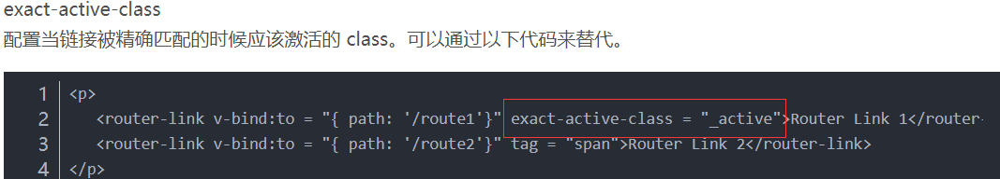 exact-active-class
配置当链接被精确匹配的时候应该激活的 class。可以通过以下代码来替代。
1 <p>
2 <router-link v-bind:to = "{ path: '/route1'}" exact-active-class = "_active">Router Link 1</router-
3 <router-link v-bind:to = "{ path: '/route2'}" tag = "span">Router Link 2</router-link>
4 </p>